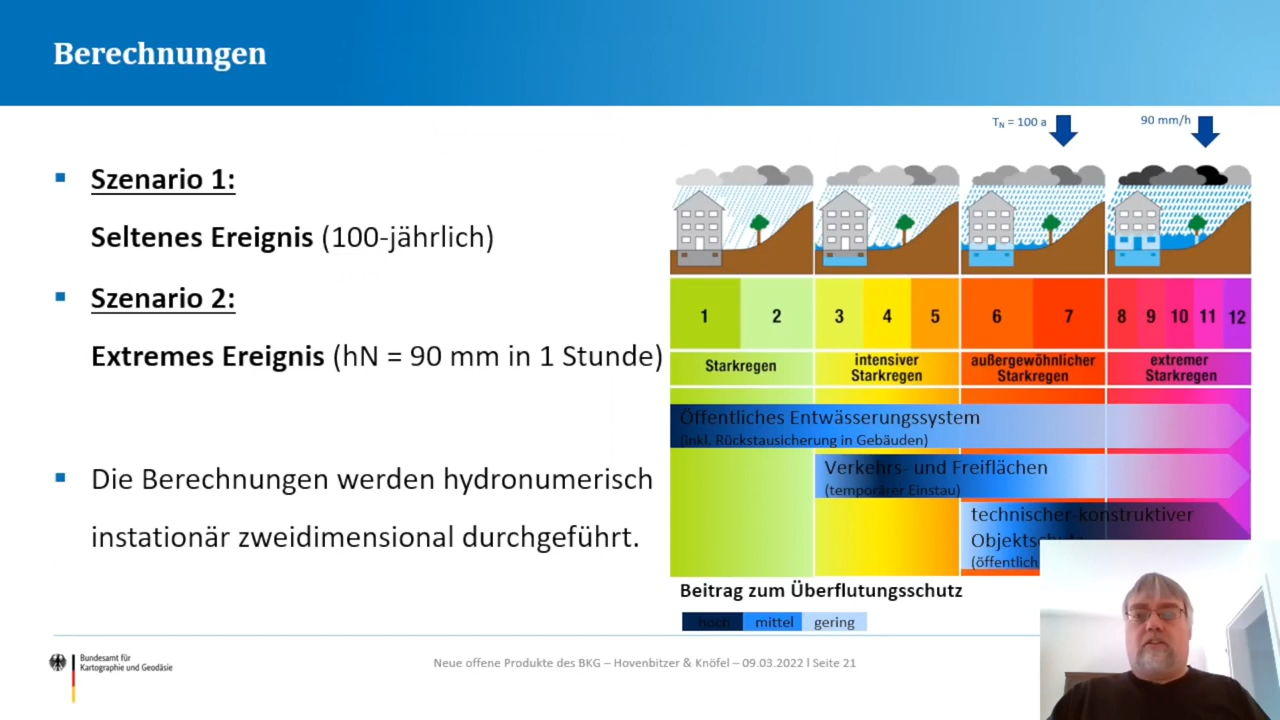 Berechnungen
Szenario 1:
Seltenes Ereignis (100-jährlich)
Szenario 2:
Extremes Ereignis (hN = 90 mm in 1 Stunde)
Die Berechnungen werden hydronumerisch
instationär zweidimensional durchgeführt.
TN = 100 a
90 mm/h
1 2 3 4 5 6 7 8 9 10 11 12
Starkregen
intensiver
Starkregen
außergewöhnlicher
Starkregen
extremer
Starkregen
Öffentliches Entwässerungssystem
(inkl. Rückstausicherung in Gebäuden)
Verkehrs- und Freiflächen
(temporärer Einstau)
technischer-konstruktiver
(öffentlich
Beitrag zum Überflutungsschutz
hoch mittel gering
Bundesamt für
Kartographie und Geodäsie
Neue offene Produkte des BKG – Hovenbitzer & Knöfel – 09.03.2022 l Seite 21